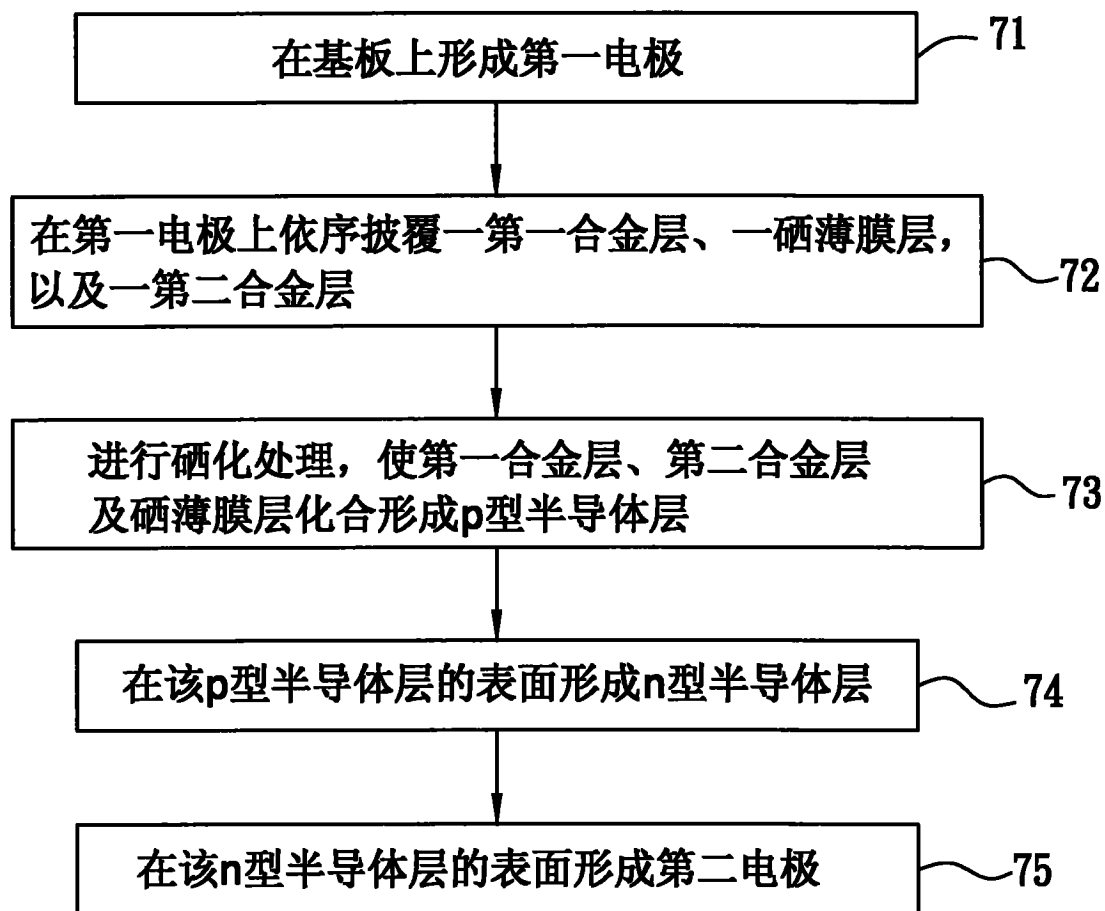 在基板上形成第一电极
71
在第一电极上依序披覆一第一合金层、一硒薄膜层，
以及一第二合金层
72
进行硒化处理，使第一合金层、第二合金层
及硒薄膜层化合形成p型半导体层
73
在该p型半导体层的表面形成n型半导体层
74
在该n型半导体层的表面形成第二电极
75